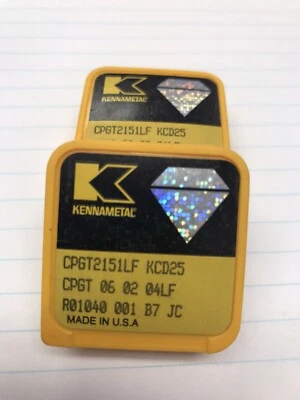 KENNAMETAL
CPGT2151LF KCD25
KENNAMETAL
CPGT2151LF KCD25
CPGT 06 02 04LF
R01040 001 B7 JC
MADE IN U.S.A